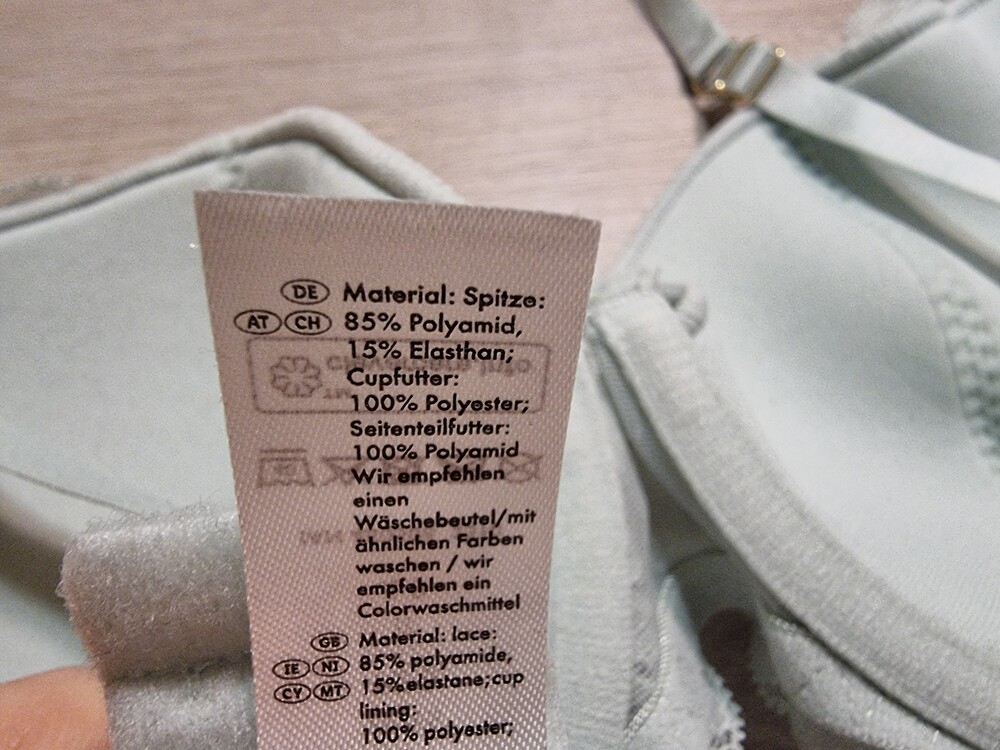 DE Material: Spitze:
AT CH 85% Polyamid,
15% Elasthan;
Cupfutter:
100% Polyester;
Seitenteilfutter:
100% Polyamid
Wir empfehlen
einen
Wäschebeutel/mit
ähnlichen Farben
waschen / wir
empfehlen ein
Colorwaschmittel
GB Material: lace:
IE NI 85% polyamide,
CY MT 15%elastane;cup
lining:
100% polyester;